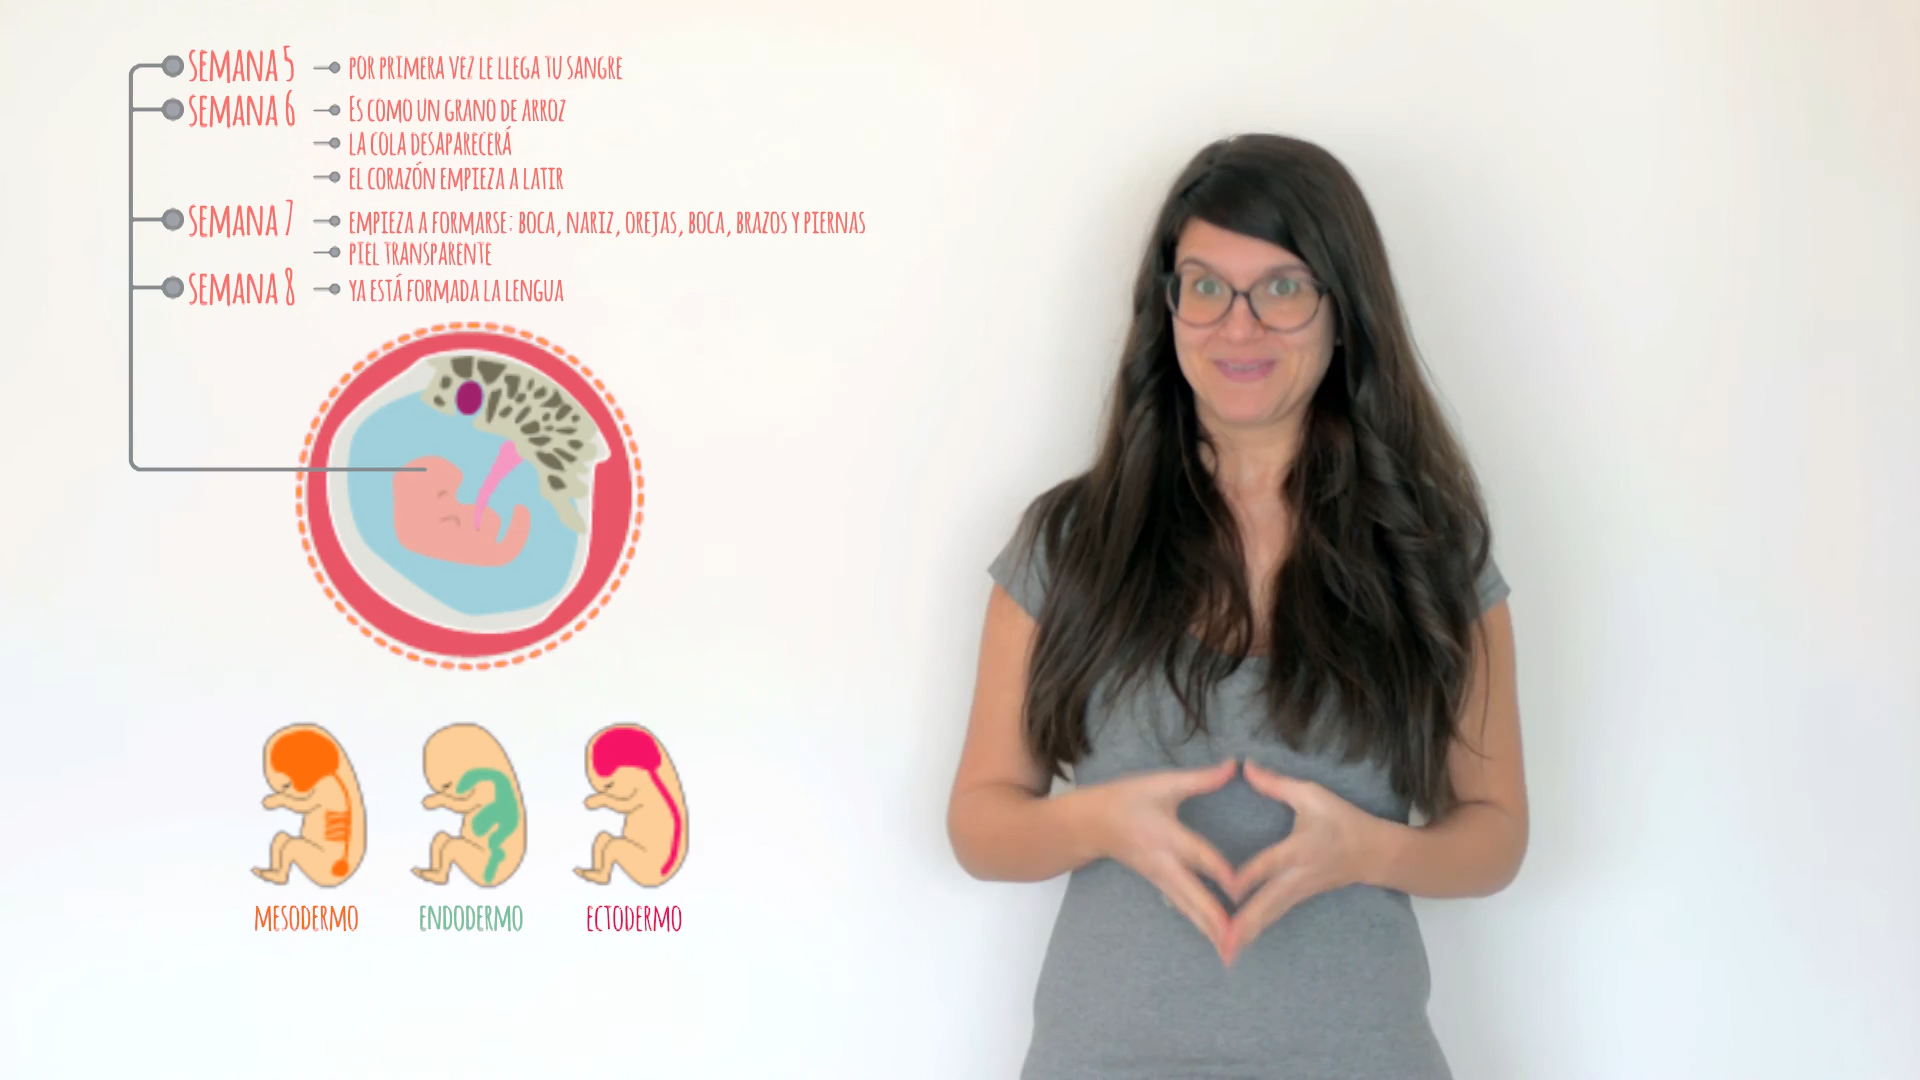 SEMANA 5 POR PRIMERA VEZ LE LLEGA TU SANGRE
SEMANA 6 ES COMO UN GRANO DE ARROZ
LA COLA DESAPARECERÁ
EL CORAZÓN EMPIEZA A LATIR
SEMANA 7 EMPIEZA A FORMARSE: BOCA, NARIZ, OREJAS, BOCA, BRAZOS Y PIERNAS
PIEL TRANSPARENTE
SEMANA 8 YA ESTÁ FORMADA LA LENGUA
MESODERMO ENDODERMO ECTODERMO